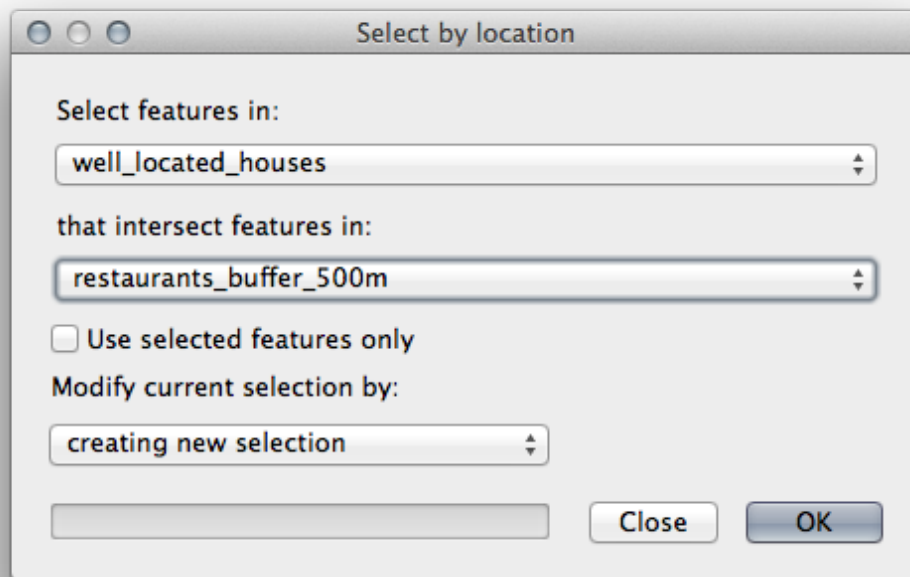 Select by location
Select features in:
well_located_houses
that intersect features in:
restaurants_buffer_500m
Use selected features only
Modify current selection by:
creating new selection
Close OK